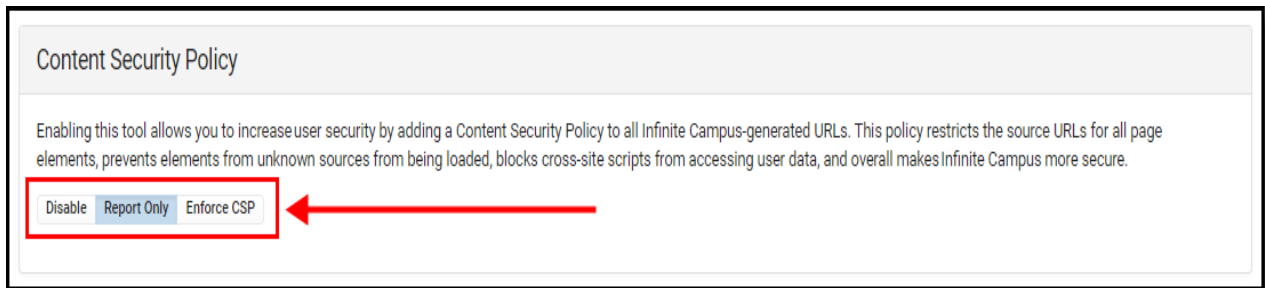 Content Security Policy
Enabling this tool allows you to increase user security by adding a Content Security Policy to all Infinite Campus-generated URLs. This policy restricts the source URLs for all page
elements, prevents elements from unknown sources from being loaded, blocks cross-site scripts from accessing user data, and overall makes Infinite Campus more secure.
Disable Report Only Enforce CSP